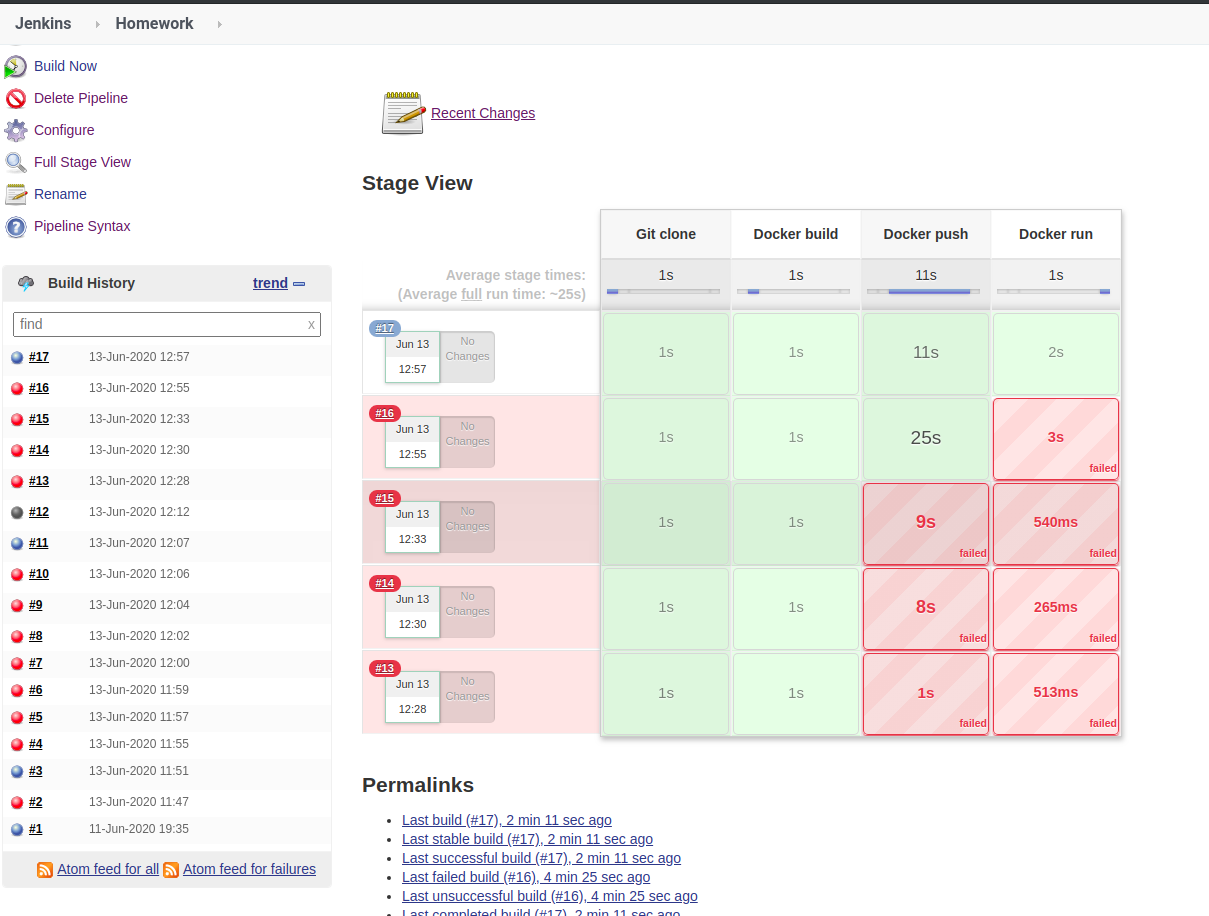 Jenkins Homework
Build Now
Delete Pipeline
Configure
Full Stage View
Rename
Pipeline Syntax
Build History trend
find x
#17 13-Jun-2020 12:57
#16 13-Jun-2020 12:55
#15 13-Jun-2020 12:33
#14 13-Jun-2020 12:30
#13 13-Jun-2020 12:28
#12 13-Jun-2020 12:12
#11 13-Jun-2020 12:07
#10 13-Jun-2020 12:06
#9 13-Jun-2020 12:04
#8 13-Jun-2020 12:02
#7 13-Jun-2020 12:00
#6 13-Jun-2020 11:59
#5 13-Jun-2020 11:57
#4 13-Jun-2020 11:55
#3 13-Jun-2020 11:51
#2 13-Jun-2020 11:47
#1 11-Jun-2020 19:35
Atom feed for all Atom feed for failures
Recent Changes
Stage View
Git clone Docker build Docker push Docker run
Average stage times: 1s 1s 11s 1s
(Average full run time: ~25s)
#17
Jun 13 No
Changes
12:57
1s 1s 11s 2s
#16
Jun 13 No
Changes
12:55
1s 1s 25s 3s
failed
#15
Jun 13 No
Changes
12:33
1s 1s 9s 540ms
failed failed
#14
Jun 13 No
Changes
12:30
1s 1s 8s 265ms
failed failed
#13
Jun 13 No
Changes
12:28
1s 1s 1s 513ms
failed failed
Permalinks
Last build (#17), 2 min 11 sec ago
Last stable build (#17), 2 min 11 sec ago
Last successful build (#17), 2 min 11 sec ago
Last failed build (#16), 4 min 25 sec ago
Last unsuccessful build (#16), 4 min 25 sec ago
Last completed build (#17), 2 min 11 sec ago